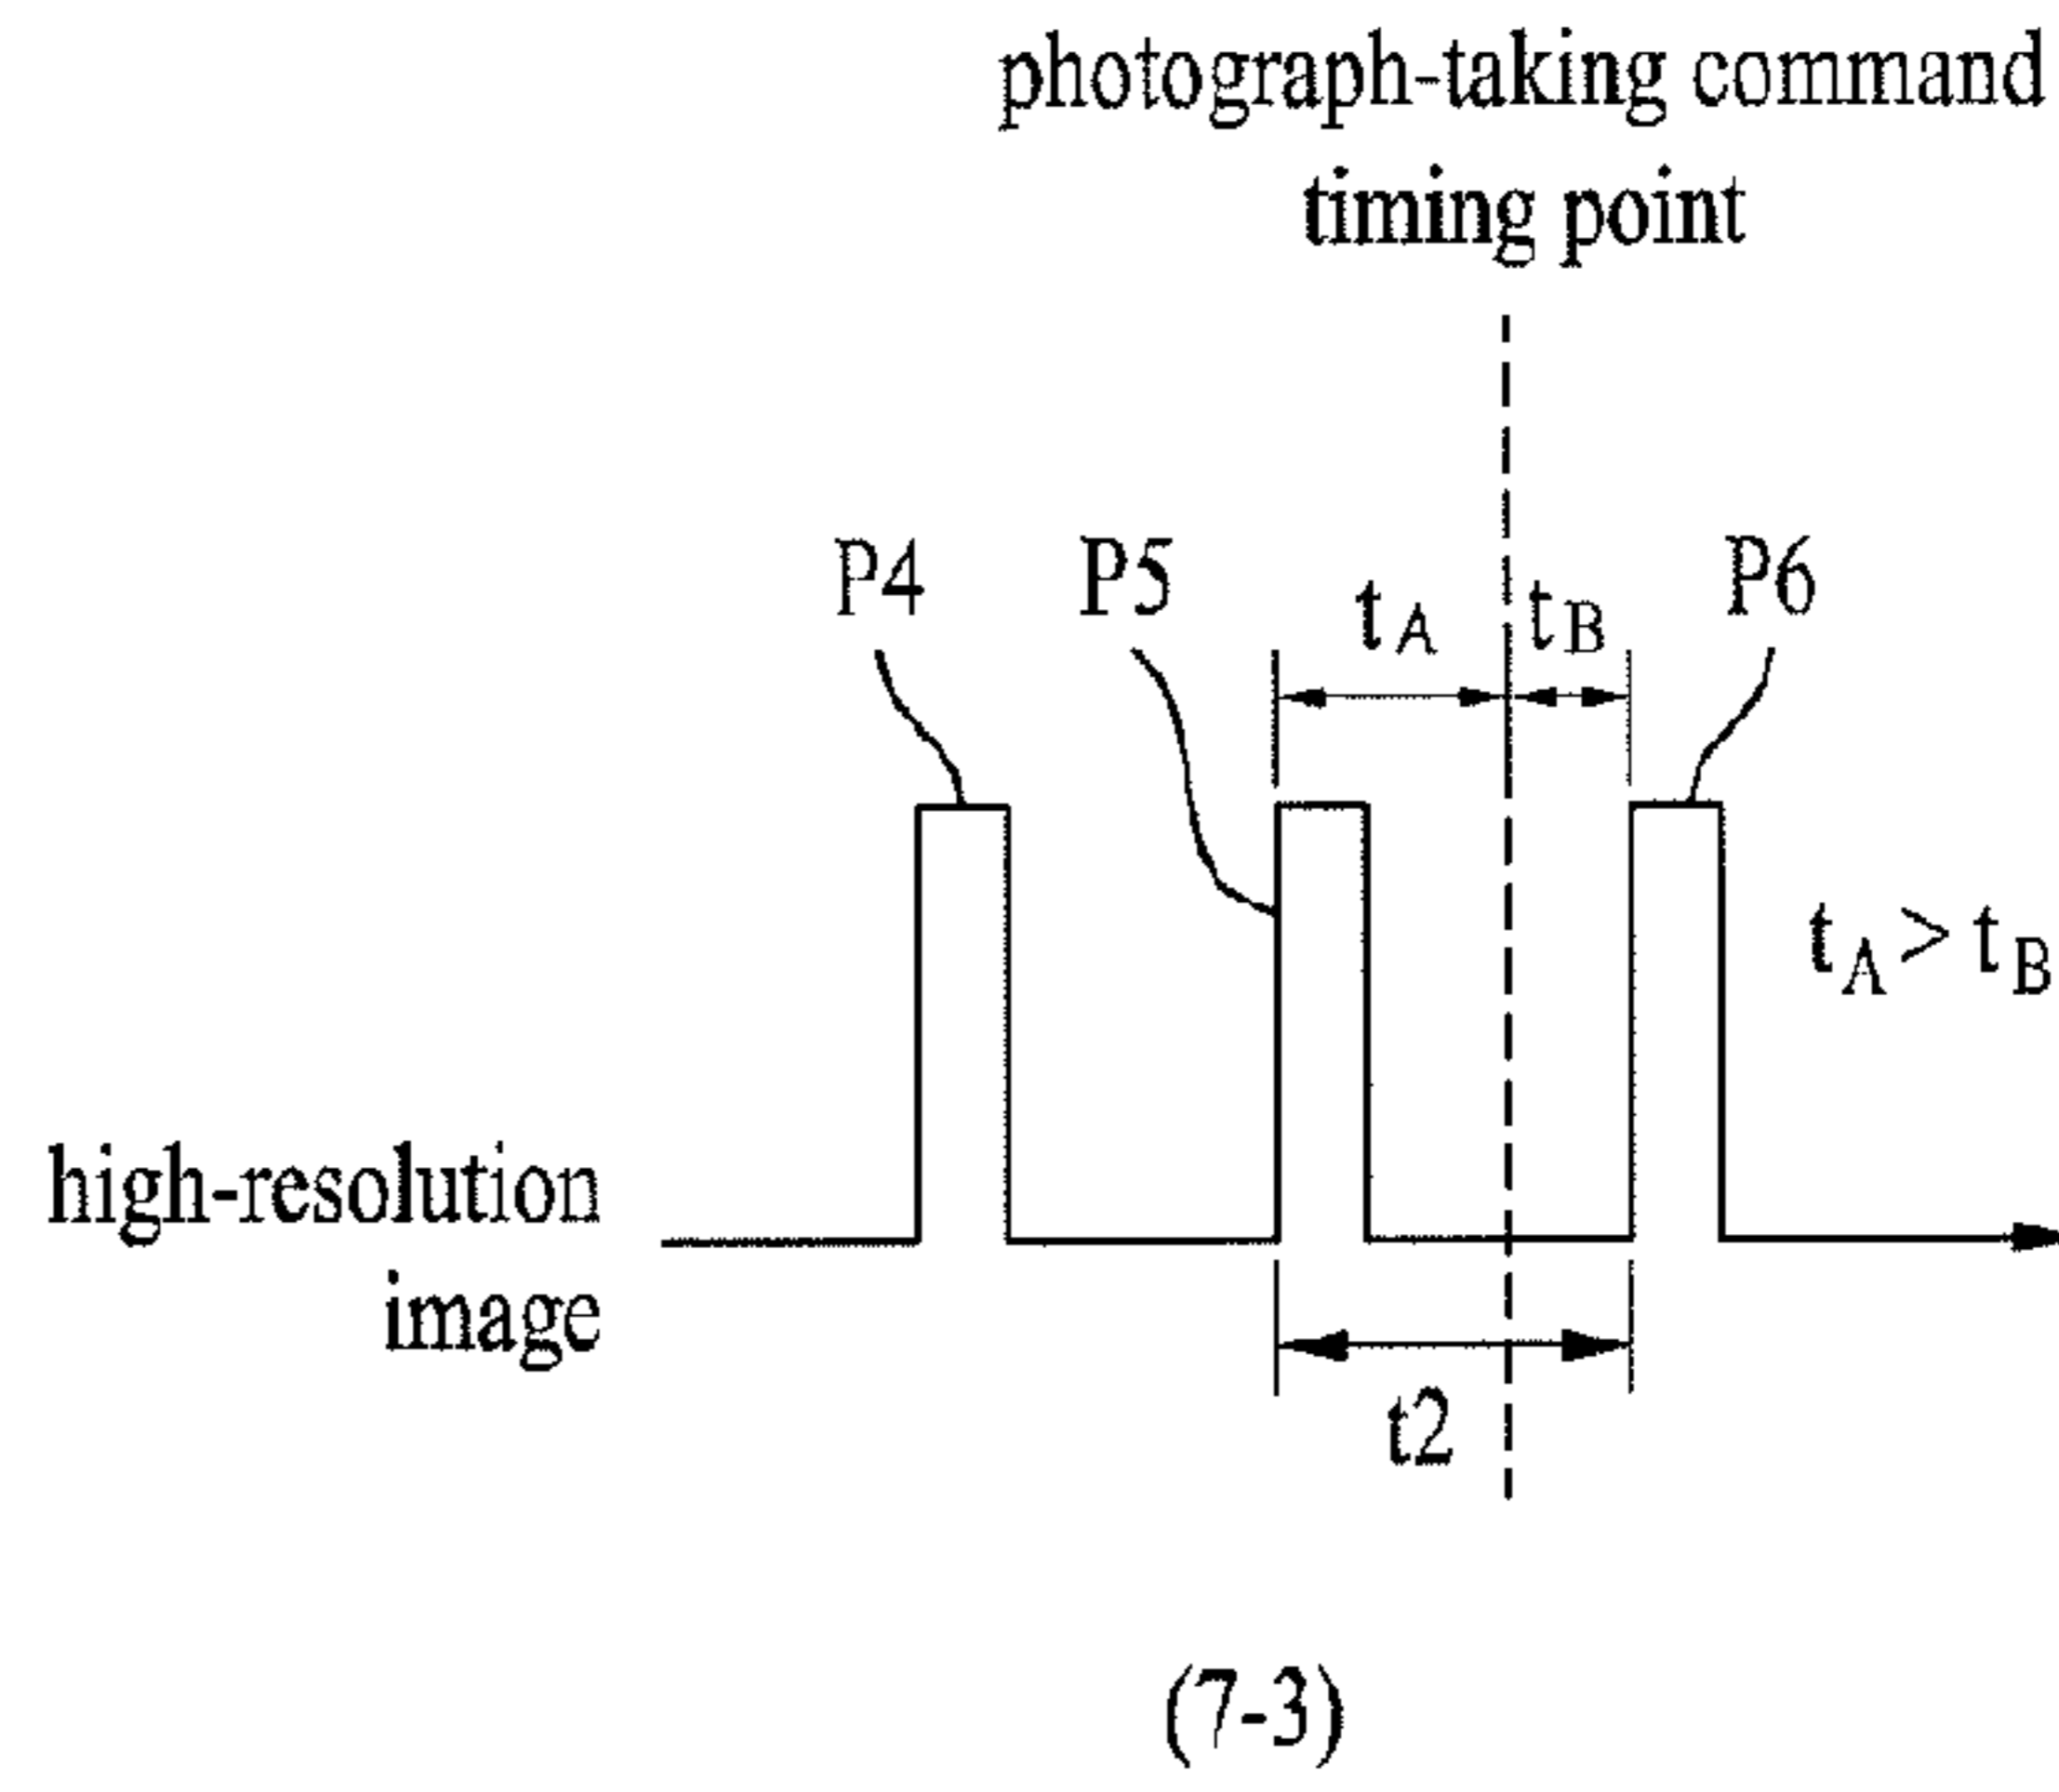 photograph-taking command
timing point
P4
P5
tA
tB
P6
tA > tB
high-resolution
image
t2
(7-3)